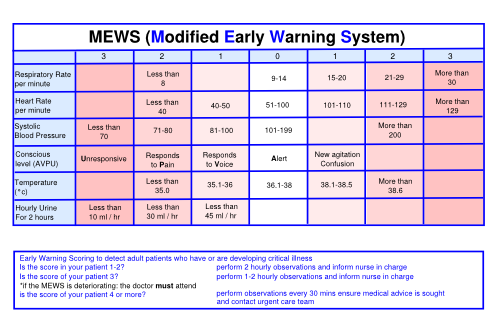 MEWS (Modified Early Warning System)
3 2 1 0 1 2 3
Respiratory Rate per minute Less than 8 9-14 15-20 21-29 More than 30
Heart Rate per minute Less than 40 40-50 51-100 101-110 111-129 More than 129
Systolic Blood Pressure Less than 70 71-80 81-100 101-199 More than 200
Conscious level (AVPU) Unresponsive Responds to Pain Responds to Voice Alert New agitation Confusion
Temperature (°c) Less than 35.0 35.1-36 36.1-38 38.1-38.5 More than 38.6
Hourly Urine For 2 hours Less than 10 ml / hr Less than 30 ml / hr Less than 45 ml / hr
Early Warning Scoring to detect adult patients who have or are developing critical illness
Is the score in your patient 1-2? perform 2 hourly observations and inform nurse in charge
Is the score of your patient 3? perform 1-2 hourly observations and inform nurse in charge
*if the MEWS is deteriorating: the doctor must attend
is the score of your patient 4 or more? perform observations every 30 mins ensure medical advice is sought
and contact urgent care team